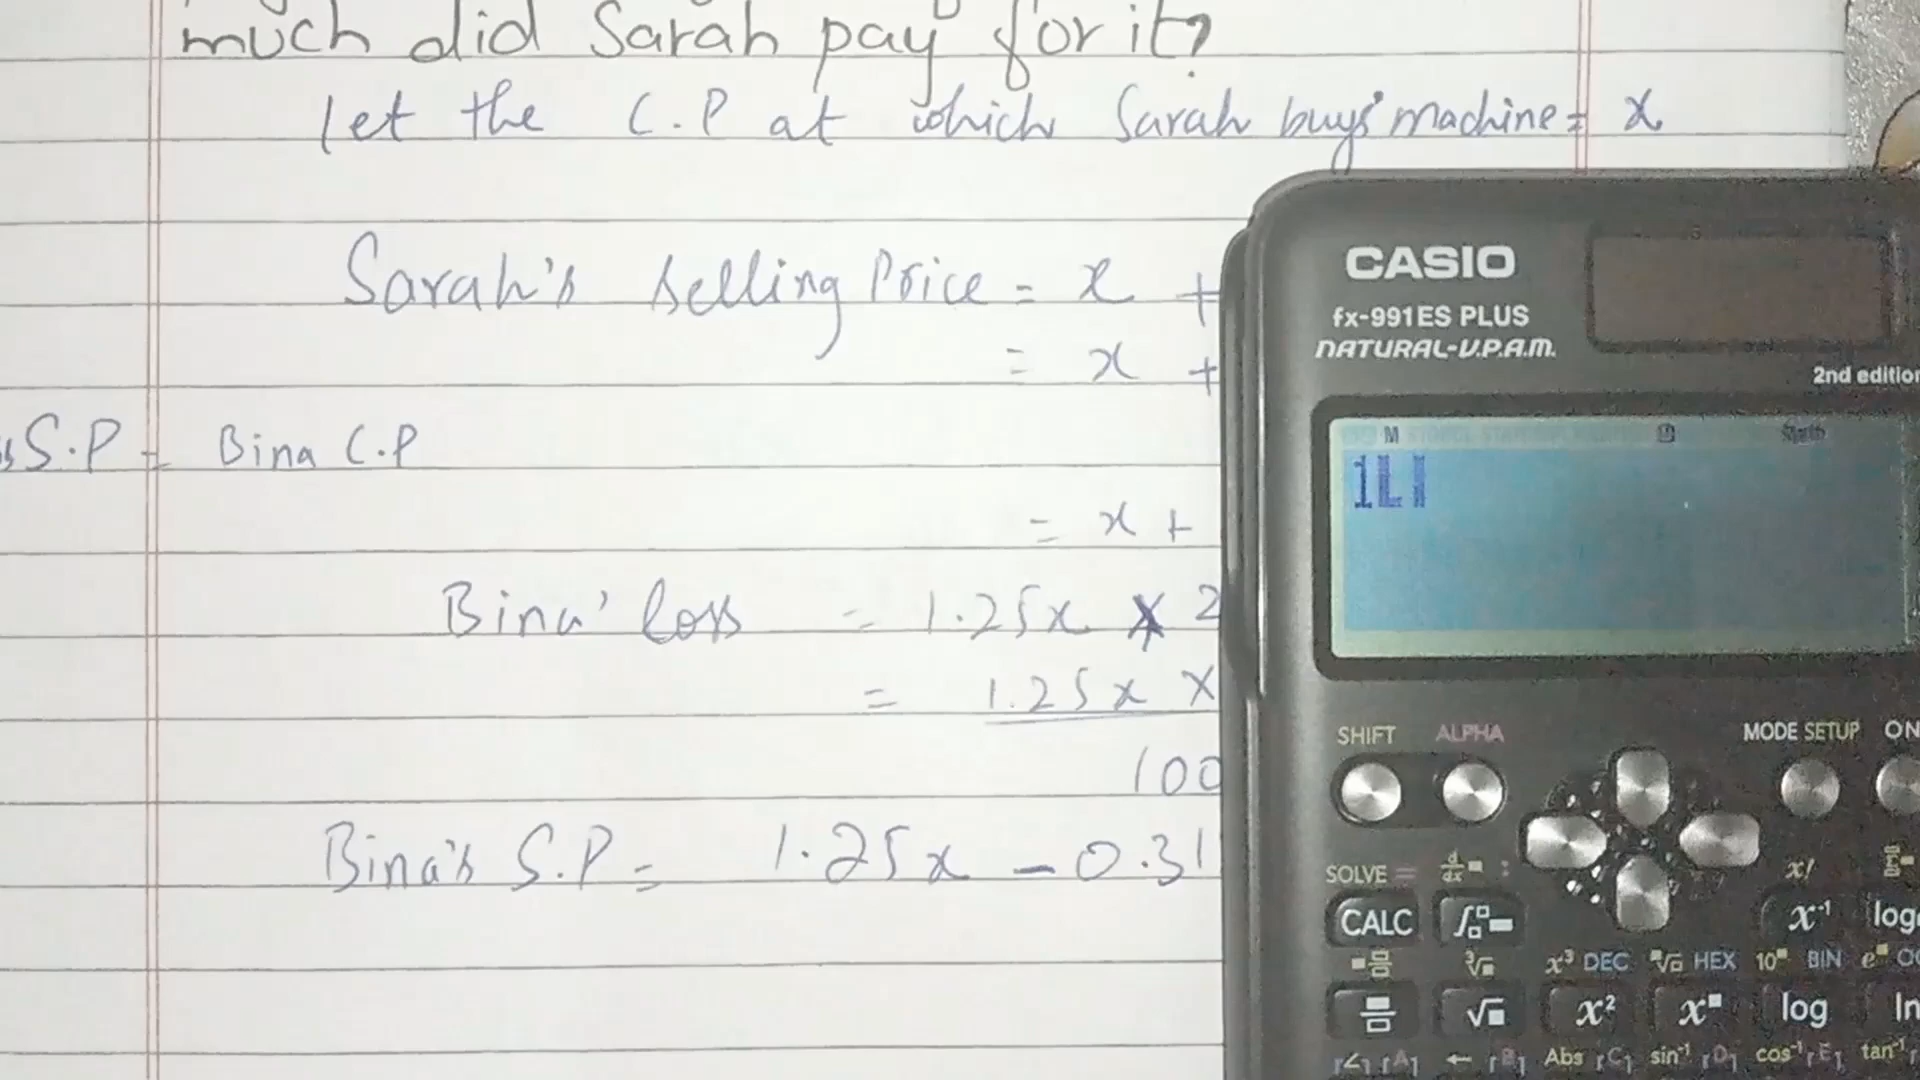 much did Sarah pay for it?
let the C.P at which Sarah buys machine = x
Sarah's selling Price = x +
= x +
S.P = Bina C.P
= x +
Bina' loss = 1.25x × 2
= 1.25x ×
100
Bina's S.P = 1.25x - 0.31
CASIO
fx-991ES PLUS
NATURAL-V.P.A.M.
2nd edition
M D Math
SHIFT ALPHA MODE SETUP ON
SOLVE = d/dx : x!
CALC x⁻¹ log
x³ DEC HEX 10■ BIN e■
√■ x² x■ log ln
(A) ← (B) Abs (C) sin⁻¹ (D) cos⁻¹ (E) tan⁻¹